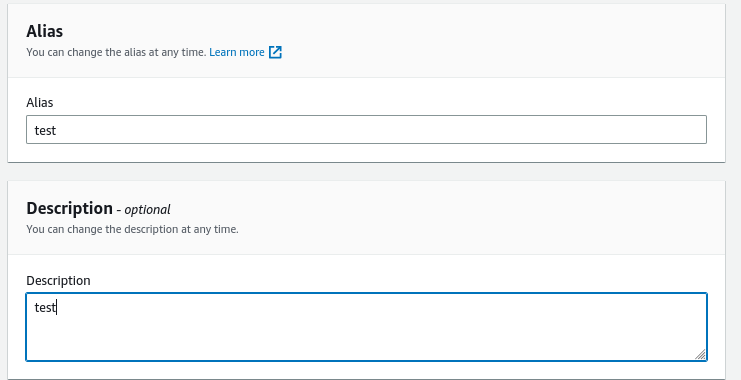 Alias
You can change the alias at any time. Learn more
Alias
test
Description - optional
You can change the description at any time.
Description
test